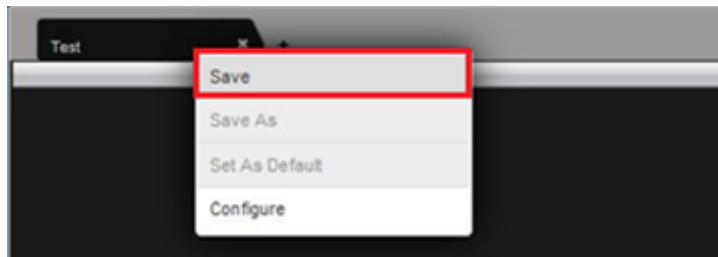 Test
Save
Save As
Set As Default
Configure